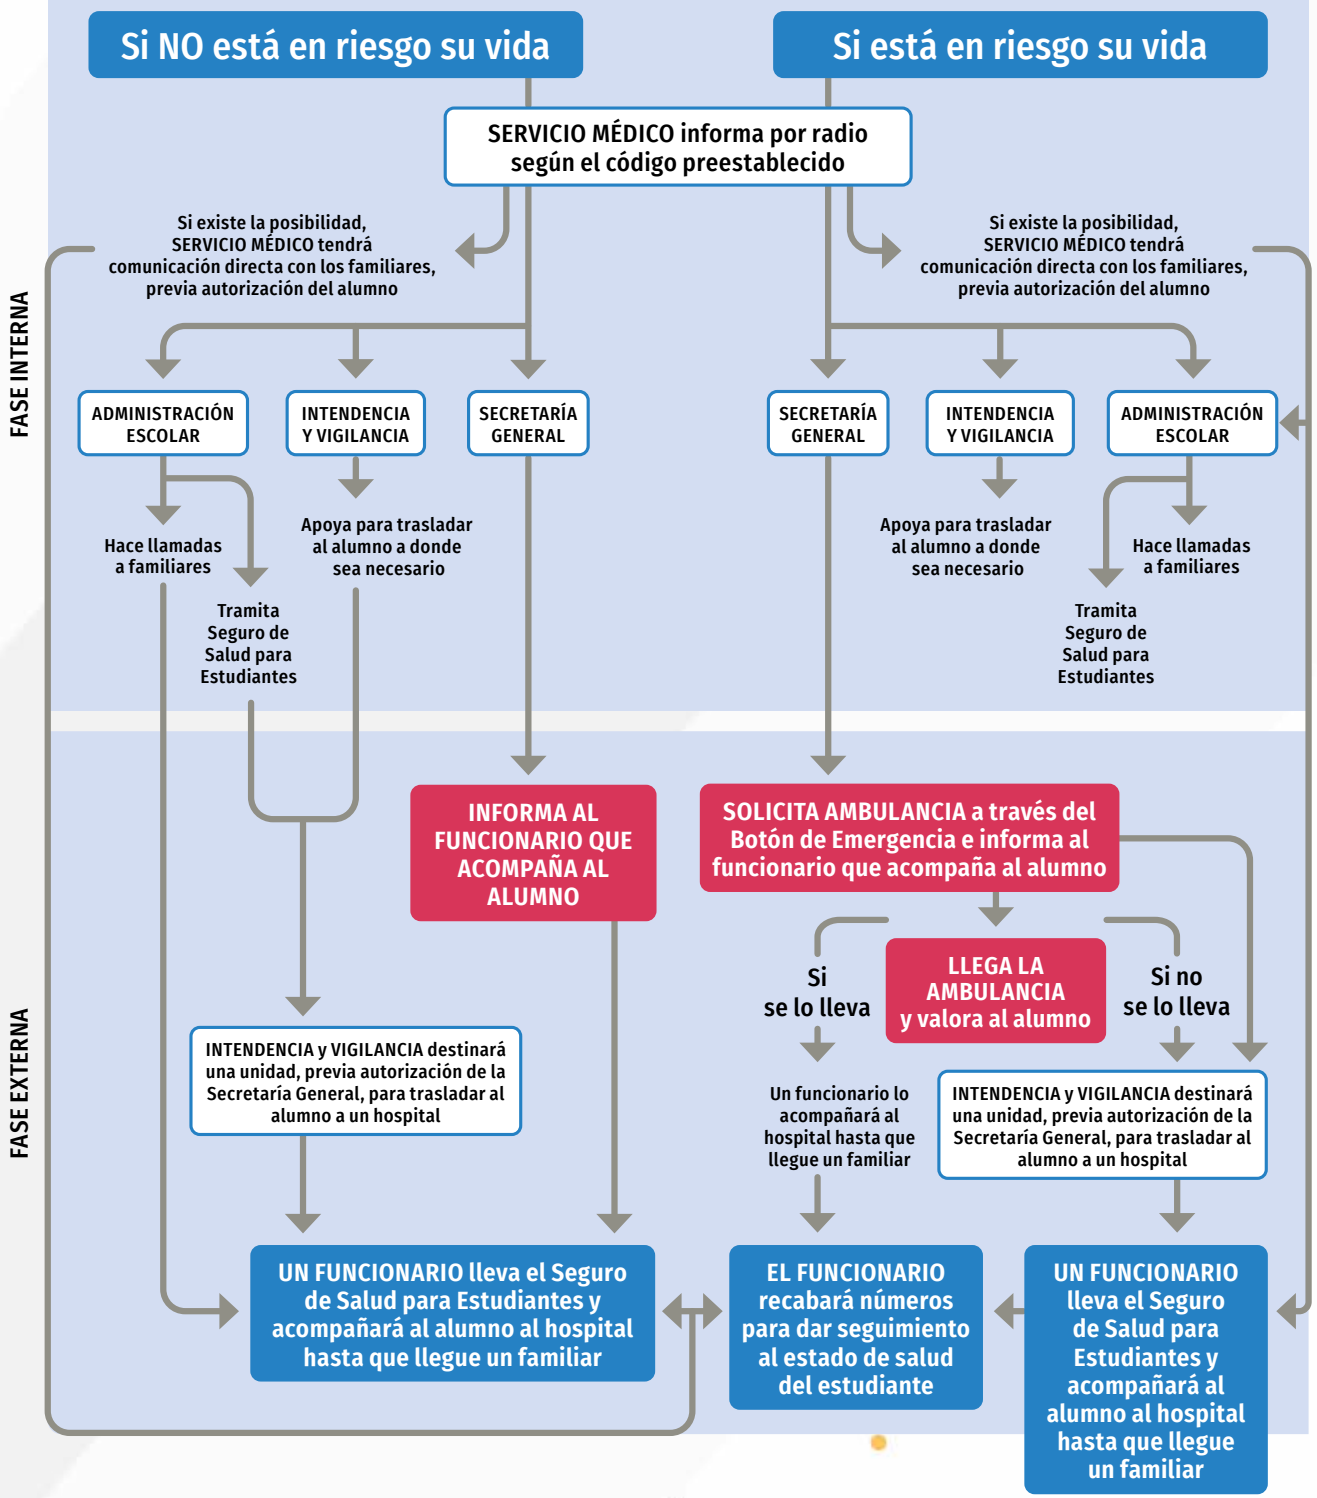 Si NO está en riesgo su vida
Si está en riesgo su vida
SERVICIO MÉDICO informa por radio
según el código preestablecido
Si existe la posibilidad,
SERVICIO MÉDICO tendrá
comunicación directa con los familiares,
previa autorización del alumno
Si existe la posibilidad,
SERVICIO MÉDICO tendrá
comunicación directa con los familiares,
previa autorización del alumno
FASE INTERNA
ADMINISTRACIÓN
ESCOLAR
INTENDENCIA
Y VIGILANCIA
SECRETARÍA
GENERAL
SECRETARÍA
GENERAL
INTENDENCIA
Y VIGILANCIA
ADMINISTRACIÓN
ESCOLAR
Hace llamadas
a familiares
Tramita
Seguro de
Salud para
Estudiantes
Apoya para trasladar
al alumno a donde
sea necesario
Apoya para trasladar
al alumno a donde
sea necesario
Tramita
Seguro de
Salud para
Estudiantes
Hace llamadas
a familiares
FASE EXTERNA
INFORMA AL
FUNCIONARIO QUE
ACOMPAÑA AL
ALUMNO
SOLICITA AMBULANCIA a través del
Botón de Emergencia e informa al
funcionario que acompaña al alumno
Si
se lo lleva
LLEGA LA
AMBULANCIA
y valora al alumno
Si no
se lo lleva
INTENDENCIA y VIGILANCIA destinará
una unidad, previa autorización de la
Secretaría General, para trasladar al
alumno a un hospital
Un funcionario lo
acompañará al
hospital hasta que
llegue un familiar
INTENDENCIA y VIGILANCIA destinará
una unidad, previa autorización de la
Secretaría General, para trasladar al
alumno a un hospital
UN FUNCIONARIO lleva el Seguro
de Salud para Estudiantes y
acompañará al alumno al hospital
hasta que llegue un familiar
EL FUNCIONARIO
recabará números
para dar seguimiento
al estado de salud
del estudiante
UN FUNCIONARIO
lleva el Seguro
de Salud para
Estudiantes y
acompañará al
alumno al hospital
hasta que llegue
un familiar